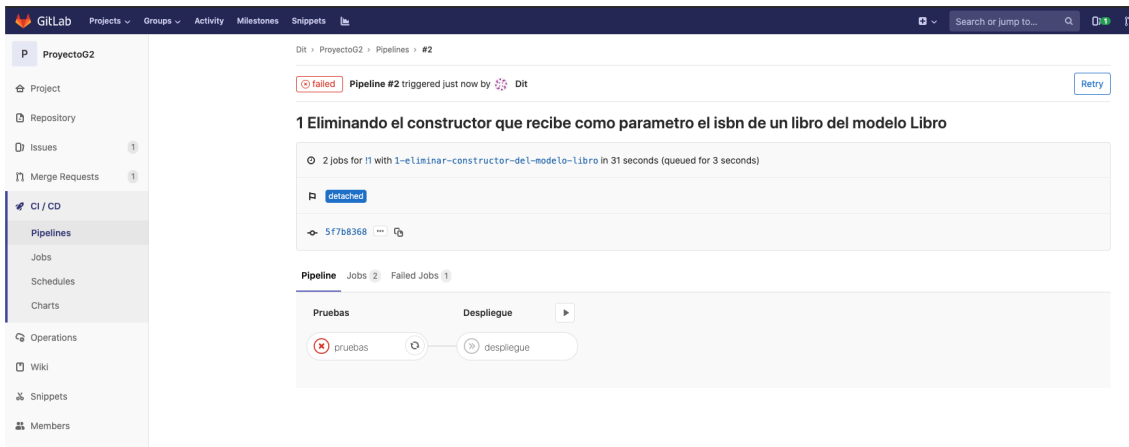 GitLab Projects Groups Activity Milestones Snippets Search or jump to... 1
P ProyectoG2
Project
Repository
Issues 1
Merge Requests 1
CI / CD
Pipelines
Jobs
Schedules
Charts
Operations
Wiki
Snippets
Members
Dit > ProyectoG2 > Pipelines > #2
failed Pipeline #2 triggered just now by Dit Retry
1 Eliminando el constructor que recibe como parametro el isbn de un libro del modelo Libro
2 jobs for !1 with 1-eliminar-constructor-del-modelo-libro in 31 seconds (queued for 3 seconds)
detached
5f7b8368 ...
Pipeline Jobs 2 Failed Jobs 1
Pruebas Despliegue
pruebas despliegue